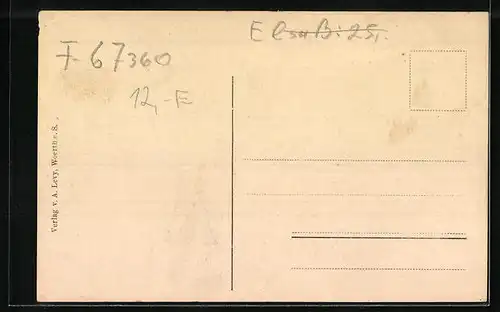 Elsaß: 25,
F 67360
12,-E
Verlag v. A. Levy, Woerth a. S.